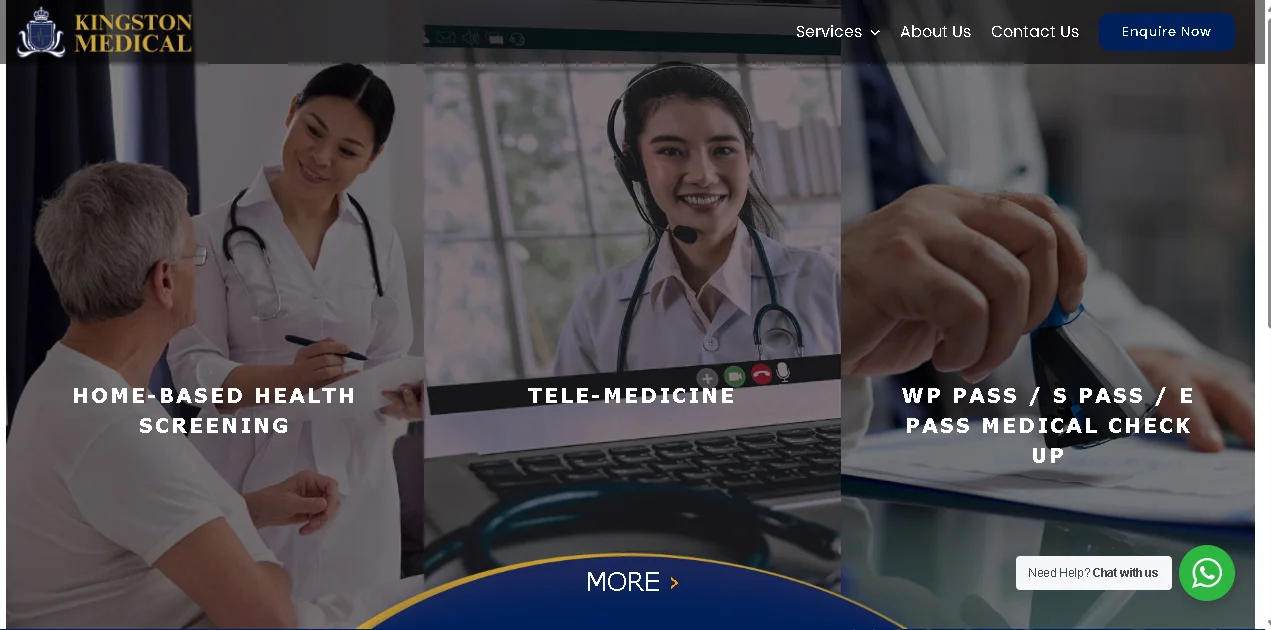 KINGSTON
MEDICAL
Services
About Us
Contact Us
Enquire Now
HOME-BASED HEALTH
SCREENING
TELE-MEDICINE
WP PASS / S PASS / E
PASS MEDICAL CHECK
UP
MORE ›
Need Help? Chat with us